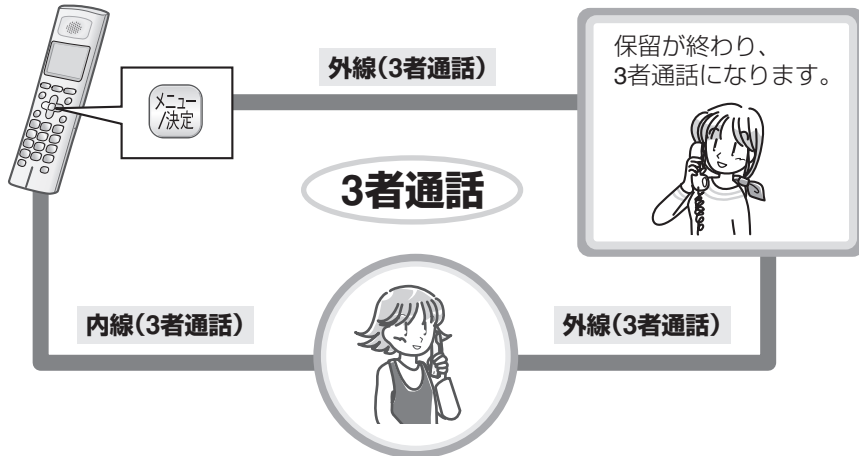 外線(3者通話)
保留が終わり、
3者通話になります。
メニュー
/決定
3者通話
内線(3者通話)
外線(3者通話)